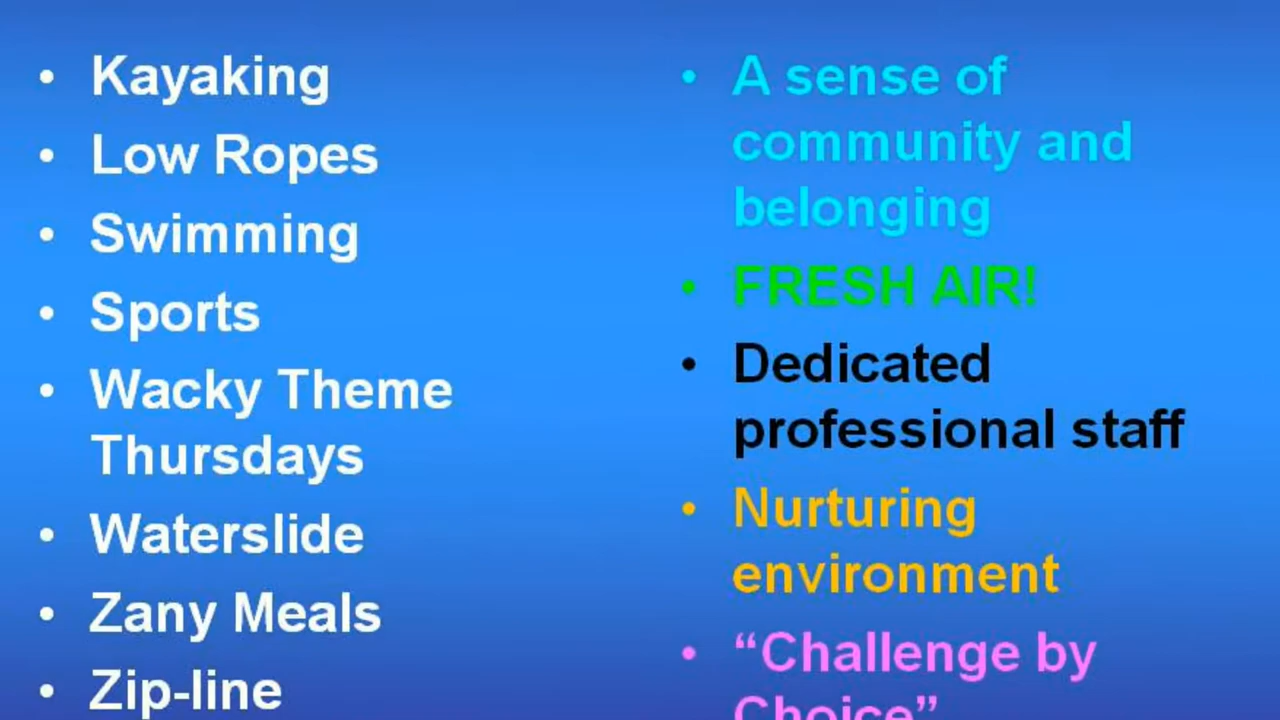 • Kayaking
• Low Ropes
• Swimming
• Sports
• Wacky Theme
Thursdays
• Waterslide
• Zany Meals
• Zip-line
• A sense of
community and
belonging
• FRESH AIR!
• Dedicated
professional staff
• Nurturing
environment
• “Challenge by
Choice”